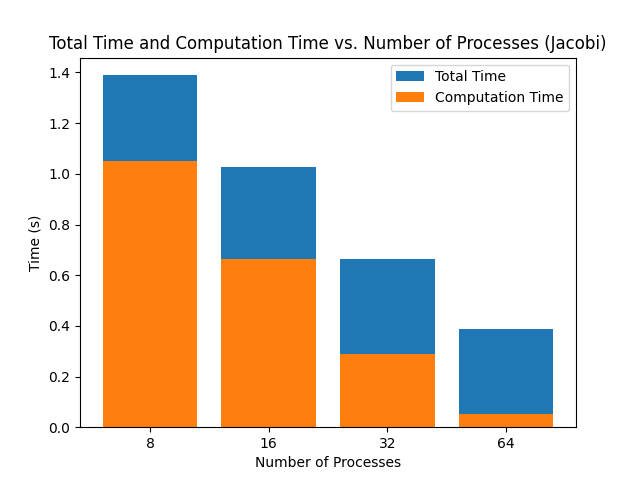 Total Time and Computation Time vs. Number of Processes (Jacobi)
Total Time
Computation Time
1.4
1.2
1.0
0.8
0.6
0.4
0.2
0.0
Time (s)
8 16 32 64
Number of Processes